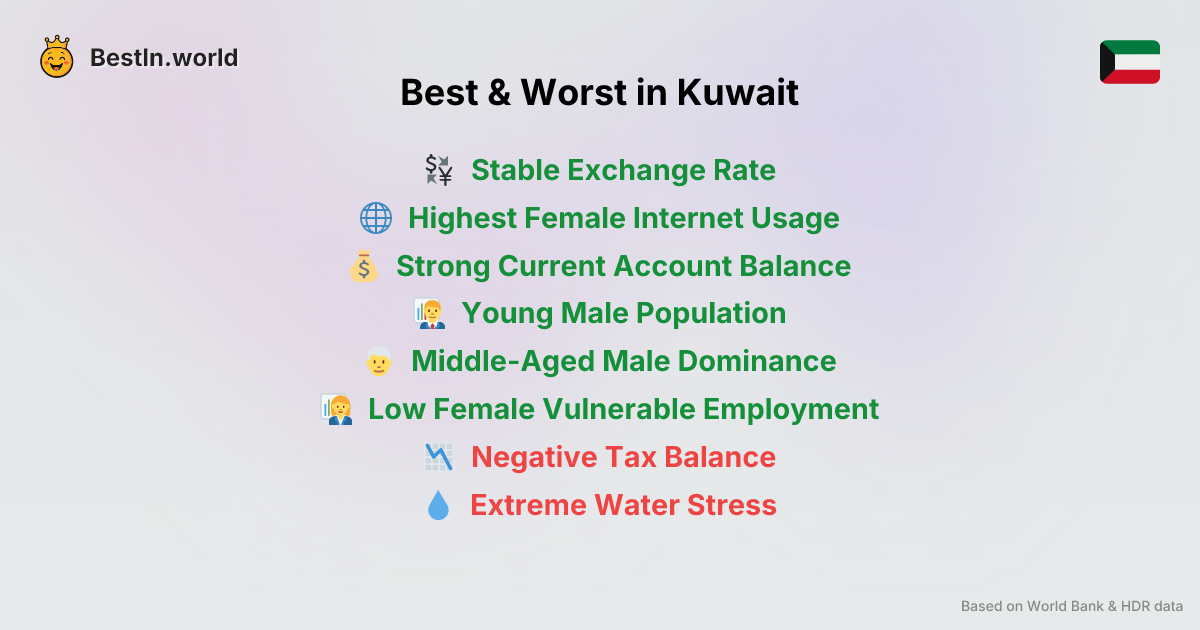 BestIn.world
Best & Worst in Kuwait
Stable Exchange Rate
Highest Female Internet Usage
Strong Current Account Balance
Young Male Population
Middle-Aged Male Dominance
Low Female Vulnerable Employment
Negative Tax Balance
Extreme Water Stress
Based on World Bank & HDR data